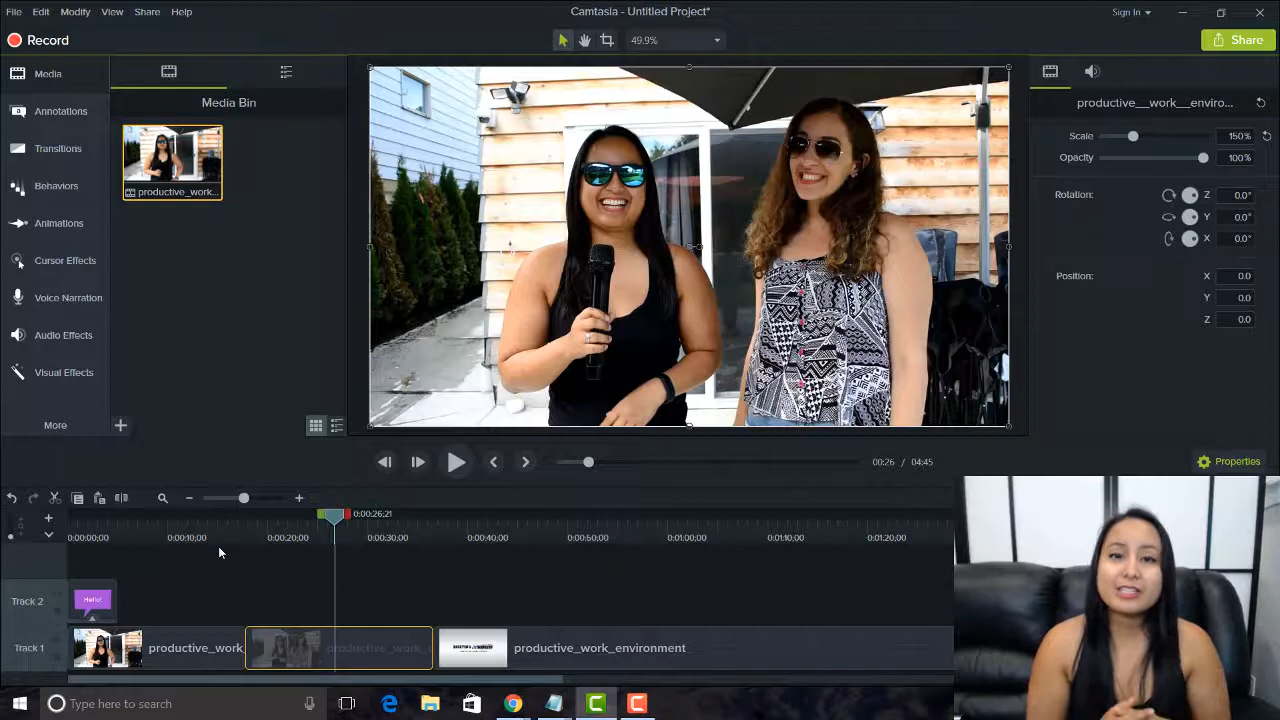 File Edit Modify View Share Help
Camtasia - Untitled Project*
Sign In
Record
49.9%
Share
Media
Annotations
Transitions
Behaviors
Animations
Cursor Effects
Voice Narration
Audio Effects
Visual Effects
More
Media Bin
productive_work...
productive__work__enviro...
Scale 150%
Opacity 100%
Rotation: Z 0.0°
Y 0.0°
X 0.0°
Position: X 0.0
Y 0.0
Z 0.0
00:26 / 04:45
Properties
0:00:26;21
0:00:00;00 0:00:10;00 0:00:20;00 0:00:30;00 0:00:40;00 0:00:50;00 0:01:00;00 0:01:10;00 0:01:20;00
Track 2
Hello!
Track 1
productive_work_
productive_work_e
productive_work_environment
Type here to search